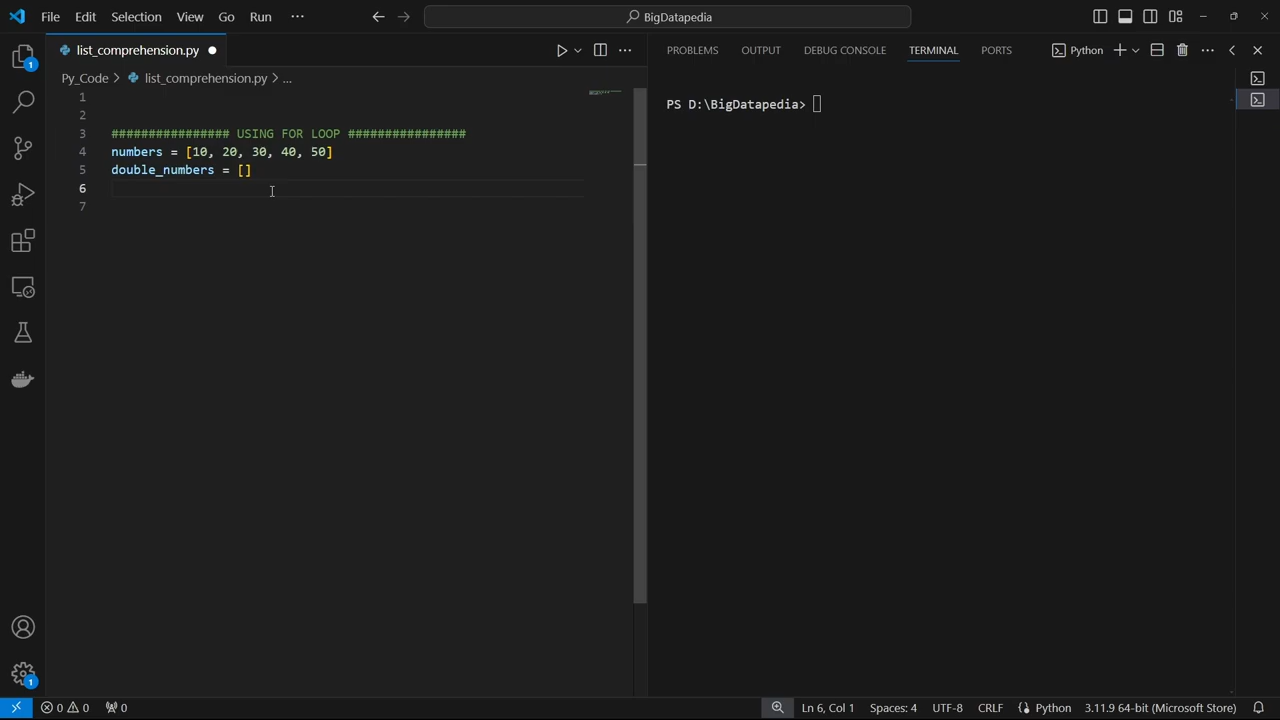 File Edit Selection View Go Run ··· BigDatapedia
list_comprehension.py
PROBLEMS OUTPUT DEBUG CONSOLE TERMINAL PORTS Python
Py_Code > list_comprehension.py > ...
1
2
3 ################ USING FOR LOOP ################
4 numbers = [10, 20, 30, 40, 50]
5 double_numbers = []
6
7
PS D:\BigDatapedia>
1
1
0 0 0 Ln 6, Col 1 Spaces: 4 UTF-8 CRLF Python 3.11.9 64-bit (Microsoft Store)